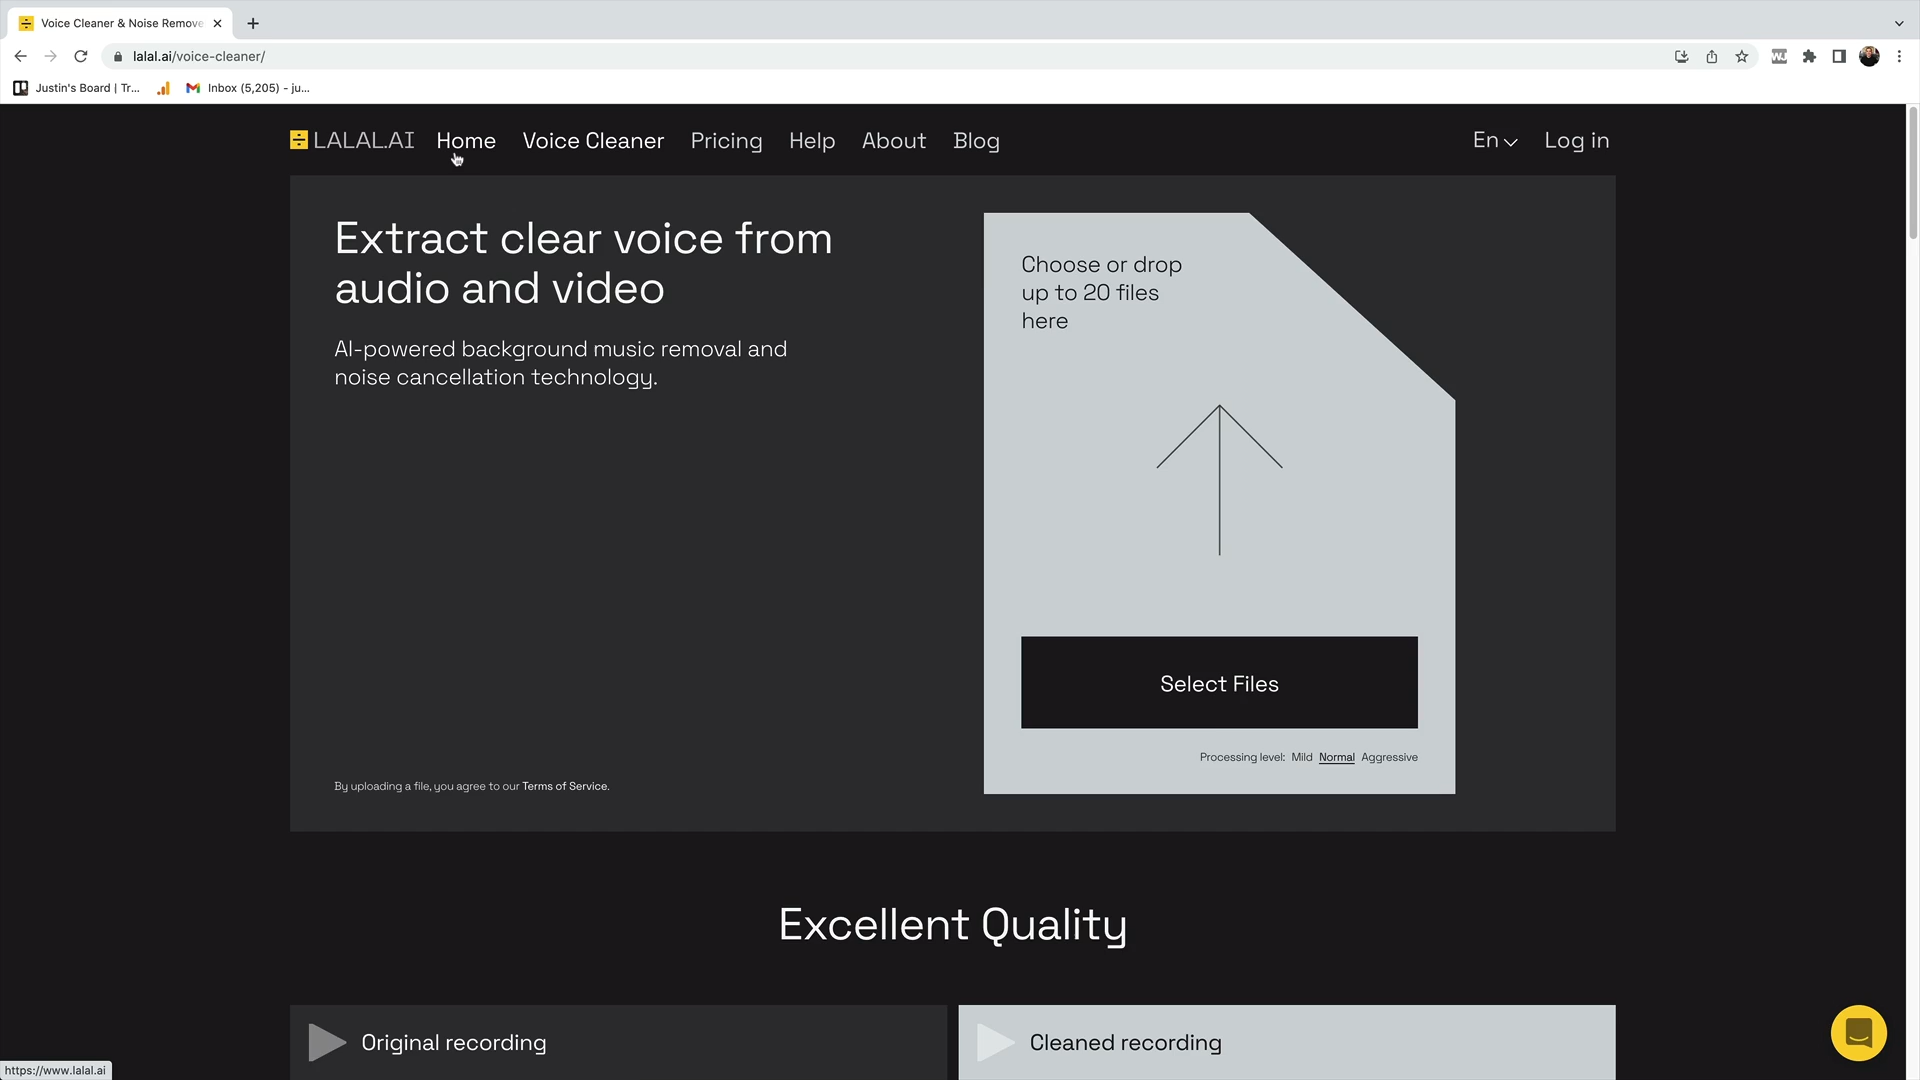 Voice Cleaner & Noise Remove
lalal.ai/voice-cleaner/
Justin's Board | Tr...
Inbox (5,205) - ju...
LALAL.AI Home Voice Cleaner Pricing Help About Blog En Log in
Extract clear voice from
audio and video
AI-powered background music removal and
noise cancellation technology.
By uploading a file, you agree to our Terms of Service.
Choose or drop
up to 20 files
here
Select Files
Processing level: Mild Normal Aggressive
Excellent Quality
Original recording
Cleaned recording
https://www.lalal.ai